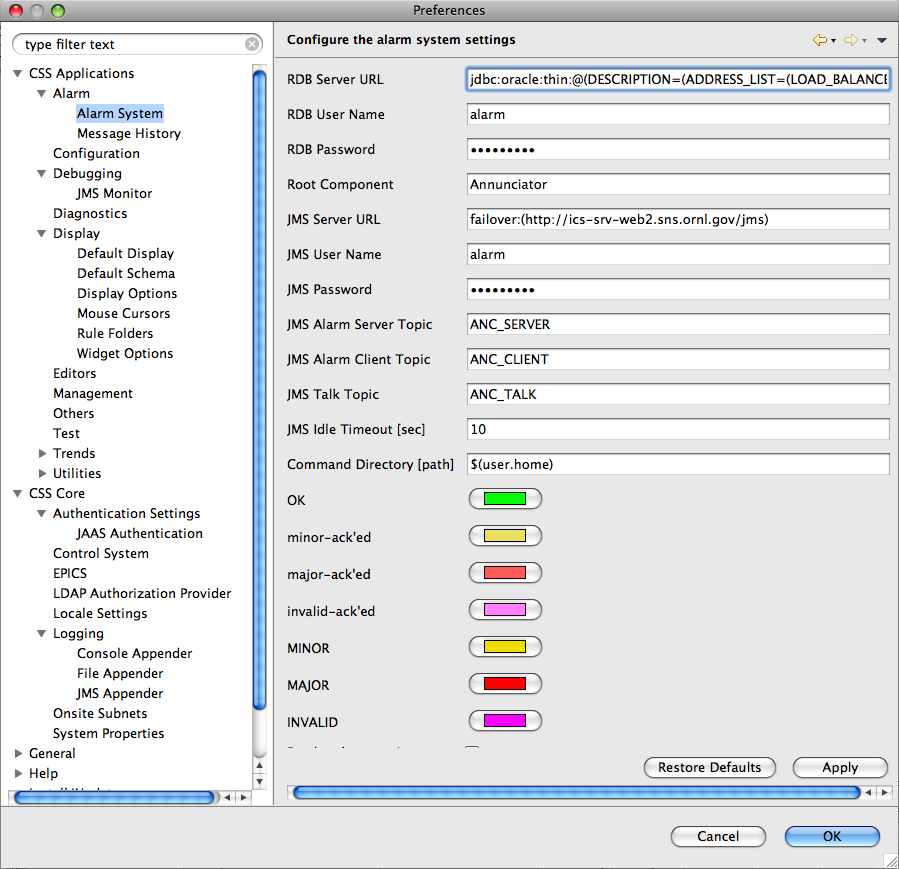 Preferences
type filter text
CSS Applications
Alarm
Alarm System
Message History
Configuration
Debugging
JMS Monitor
Diagnostics
Display
Default Display
Default Schema
Display Options
Mouse Cursors
Rule Folders
Widget Options
Editors
Management
Others
Test
Trends
Utilities
CSS Core
Authentication Settings
JAAS Authentication
Control System
EPICS
LDAP Authorization Provider
Locale Settings
Logging
Console Appender
File Appender
JMS Appender
Onsite Subnets
System Properties
General
Help
Configure the alarm system settings
RDB Server URL jdbc:oracle:thin:@(DESCRIPTION=(ADDRESS_LIST=(LOAD_BALANCE
RDB User Name alarm
RDB Password •••••••••
Root Component Annunciator
JMS Server URL failover:(http://ics-srv-web2.sns.ornl.gov/jms)
JMS User Name alarm
JMS Password •••••••••
JMS Alarm Server Topic ANC_SERVER
JMS Alarm Client Topic ANC_CLIENT
JMS Talk Topic ANC_TALK
JMS Idle Timeout [sec] 10
Command Directory [path] $(user.home)
OK
minor-ack'ed
major-ack'ed
invalid-ack'ed
MINOR
MAJOR
INVALID
Restore Defaults Apply
Cancel OK